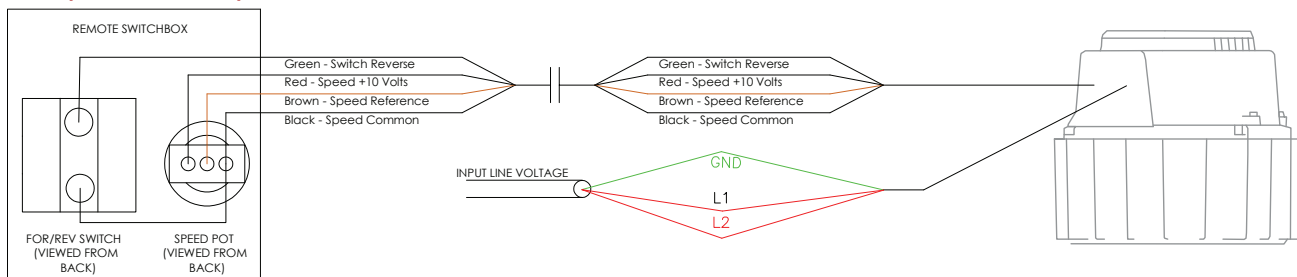 REMOTE SWITCHBOX
Green - Switch Reverse
Red - Speed +10 Volts
Brown - Speed Reference
Black - Speed Common
Green - Switch Reverse
Red - Speed +10 Volts
Brown - Speed Reference
Black - Speed Common
GND
INPUT LINE VOLTAGE
L1
L2
FOR/REV SWITCH
(VIEWED FROM
BACK)
SPEED POT
(VIEWED FROM
BACK)